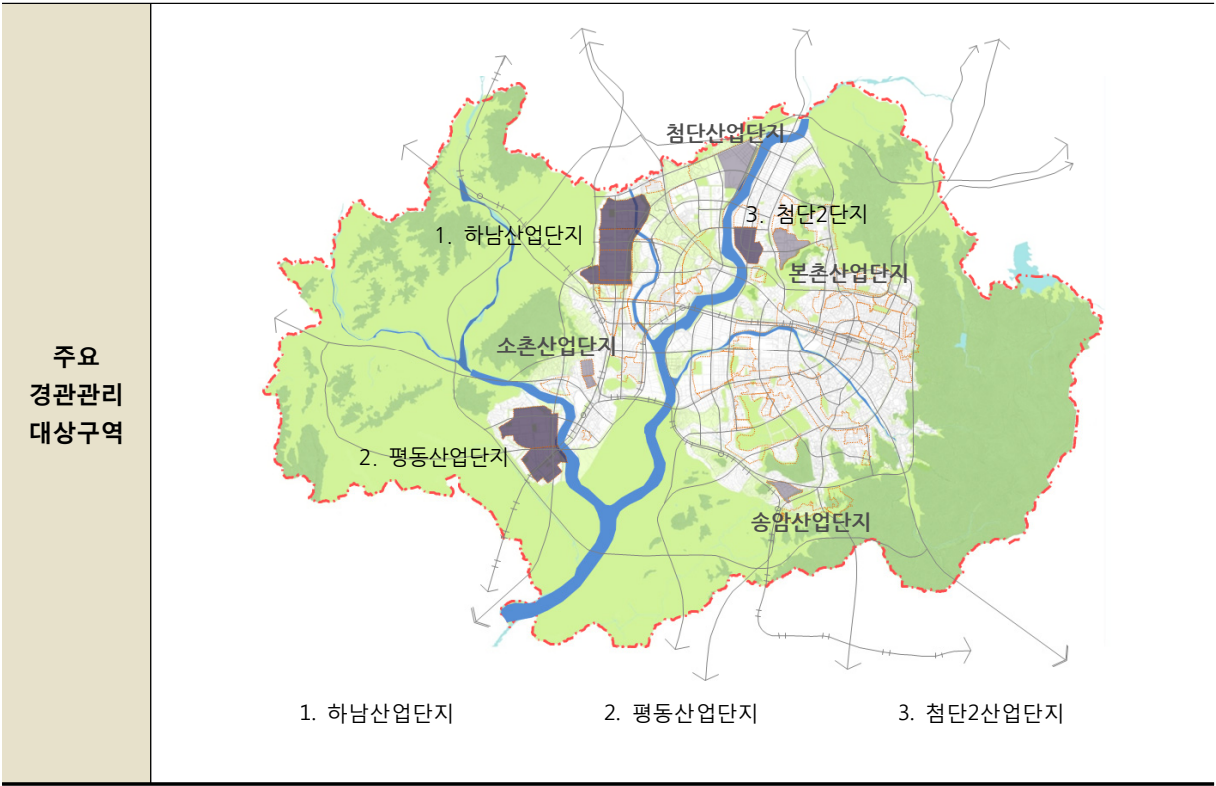 주요
경관관리
대상구역
첨단산업단지
3. 첨단2단지
1. 하남산업단지
본촌산업단지
소촌산업단지
2. 평동산업단지
송암산업단지
1. 하남산업단지
2. 평동산업단지
3. 첨단2산업단지